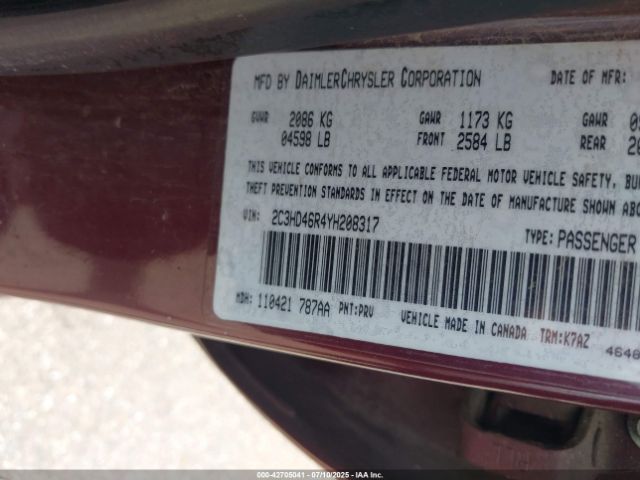 MFD BY DAIMLERCHRYSLER CORPORATION DATE OF MFR:
GVWR 2086 KG GAWR 1173 KG GAWR
04598 LB FRONT 2584 LB REAR
THIS VEHICLE CONFORMS TO ALL APPLICABLE FEDERAL MOTOR VEHICLE SAFETY,
THEFT PREVENTION STANDARDS IN EFFECT ON THE DATE OF MANUFACTURE SHOWN
VIN: 2C3HD46R4YH208317 TYPE: PASSENGER
MDH: 110421 787AA PNT:PRV VEHICLE MADE IN CANADA TRM:K7AZ
4648
000-42705041 - 07/10/2025 - IAA Inc.